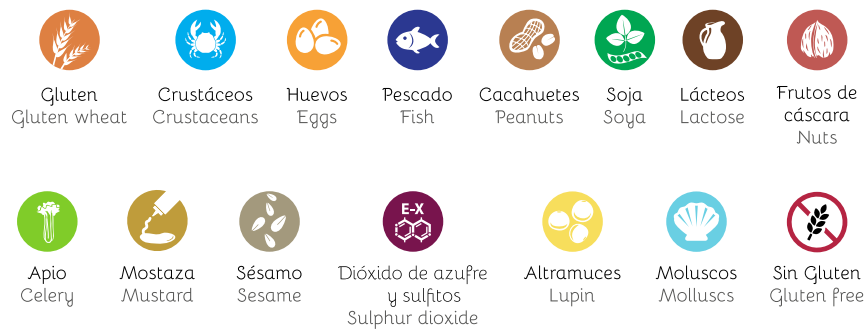 Gluten
Gluten wheat
Crustáceos
Crustaceans
Huevos
Eggs
Pescado
Fish
Cacahuetes
Peanuts
Soja
Soya
Lácteos
Lactose
Frutos de
cáscara
Nuts
Apio
Celery
Mostaza
Mustard
Sésamo
Sesame
E-X
Dióxido de azufre
y sulfitos
Sulphur dioxide
Altramuces
Lupin
Moluscos
Molluscs
Sin Gluten
Gluten free